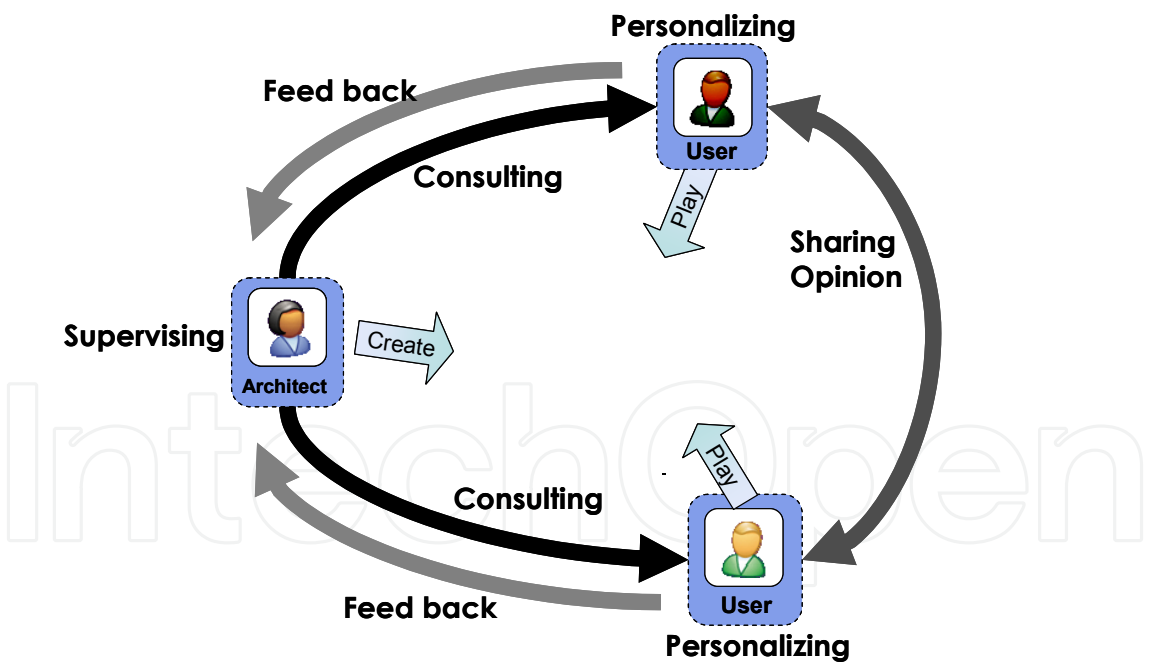 Personalizing
Feed back
User
Consulting
Play
Sharing
Opinion
Supervising
Create
Architect
IntechOpen
Play
Consulting
User
Feed back
Personalizing